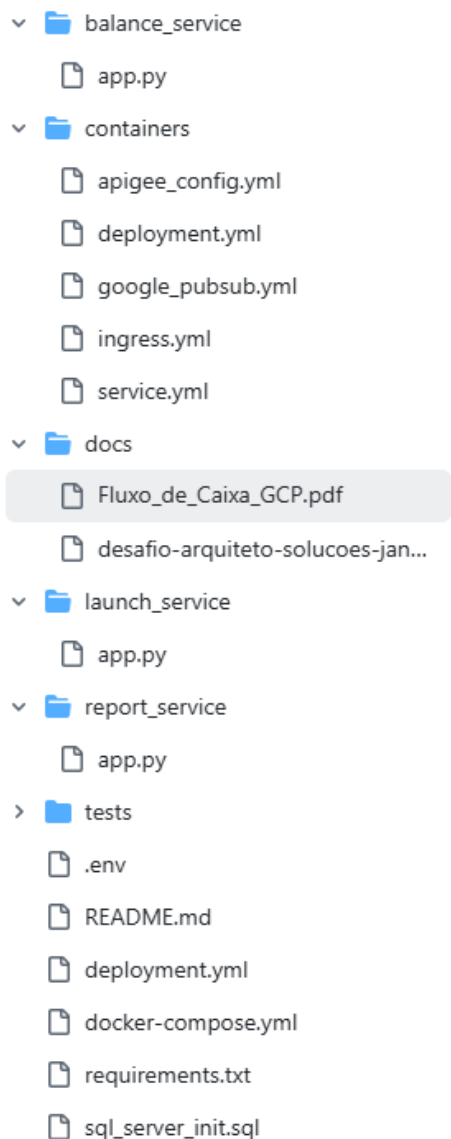 balance_service
app.py
containers
apigee_config.yml
deployment.yml
google_pubsub.yml
ingress.yml
service.yml
docs
Fluxo_de_Caixa_GCP.pdf
desafio-arquiteto-solucoes-jan...
launch_service
app.py
report_service
app.py
tests
.env
README.md
deployment.yml
docker-compose.yml
requirements.txt
sql_server_init.sql